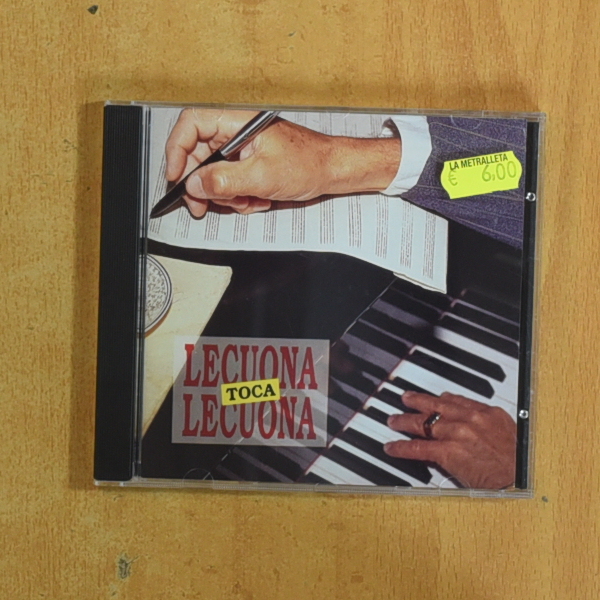 LA METRALLETA
€ 6,00
LECUONA
TOCA
LECUONA